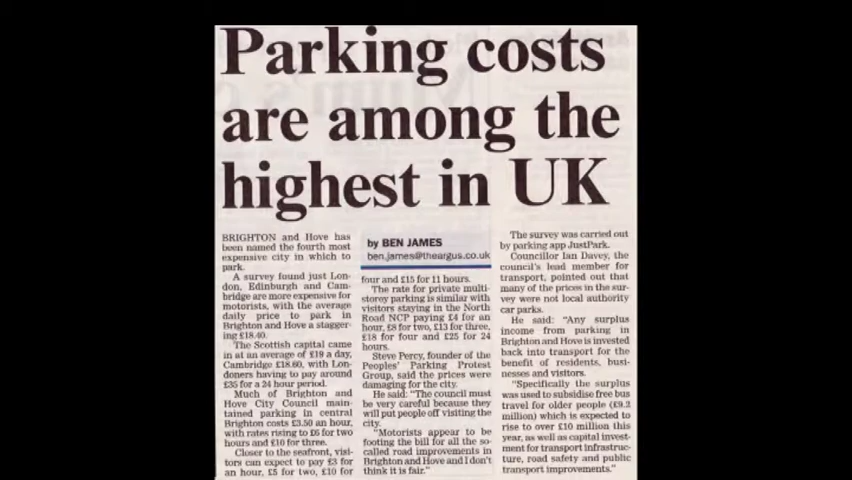 Parking costs
are among the
highest in UK
BRIGHTON and Hove has
been named the fourth most
expensive city in which to
park.
A survey found just Lon-
don, Edinburgh and Cam-
bridge are more expensive for
motorists, with the average
daily price to park in
Brighton and Hove a stagger-
ing £18.40.
The Scottish capital came
in at an average of £19 a day,
Cambridge £18.60, with Lon-
doners having to pay around
£35 for a 24 hour period.
Much of Brighton and
Hove City Council main-
tained parking in central
Brighton costs £3.50 an hour,
with rates rising to £6 for two
hours and £10 for three.
Closer to the seafront, visi-
tors can expect to pay £3 for
an hour, £5 for two, £10 for
by BEN JAMES
ben.james@theargus.co.uk
four and £15 for 11 hours.
The rate for private multi-
storey parking is similar with
visitors staying in the North
Road NCP paying £4 for an
hour, £8 for two, £13 for three,
£18 for four and £25 for 24
hours.
Steve Percy, founder of the
Peoples' Parking Protest
Group, said the prices were
damaging for the city.
He said: "The council must
be very careful because they
will put people off visiting the
city.
"Motorists appear to be
footing the bill for all the so-
called road improvements in
Brighton and Hove and I don't
think it is fair."
The survey was carried out
by parking app JustPark.
Councillor Ian Davey, the
council's lead member for
transport, pointed out that
many of the prices in the sur-
vey were not local authority
car parks.
He said: "Any surplus
income from parking in
Brighton and Hove is invested
back into transport for the
benefit of residents, busi-
nesses and visitors.
"Specifically the surplus
was used to subsidise free bus
travel for older people (£9.2
million) which is expected to
rise to over £10 million this
year, as well as capital invest-
ment for transport infrastruc-
ture, road safety and public
transport improvements."